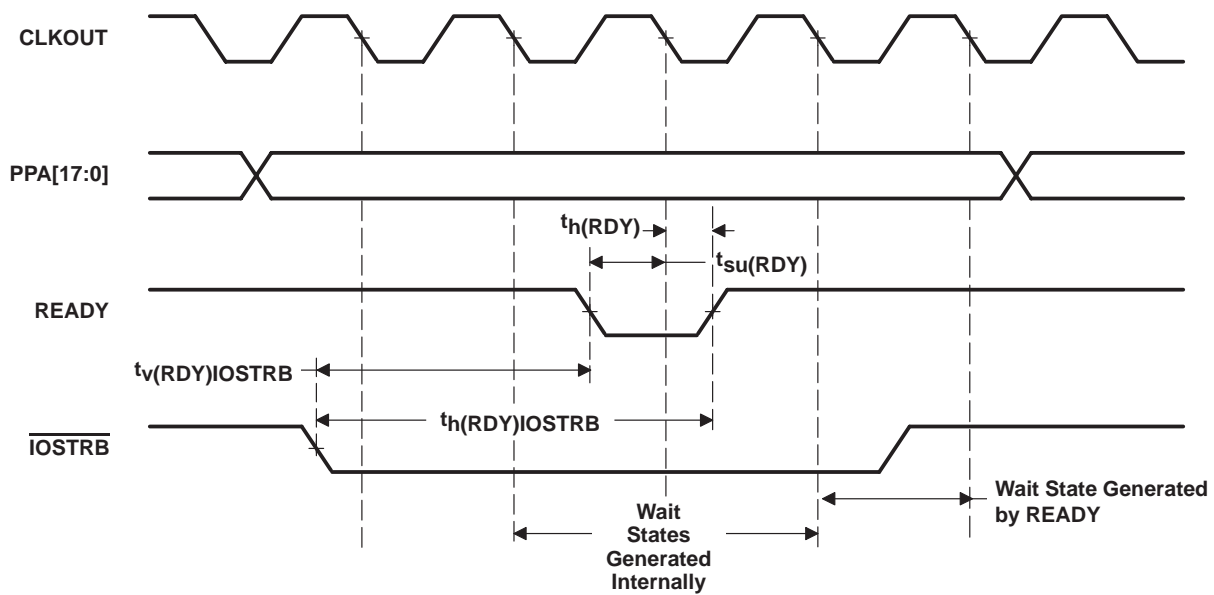 CLKOUT
PPA[17:0]
th(RDY)
tsu(RDY)
READY
tv(RDY)IOSTRB
th(RDY)IOSTRB
IOSTRB
Wait
States
Generated
Internally
Wait State Generated
by READY